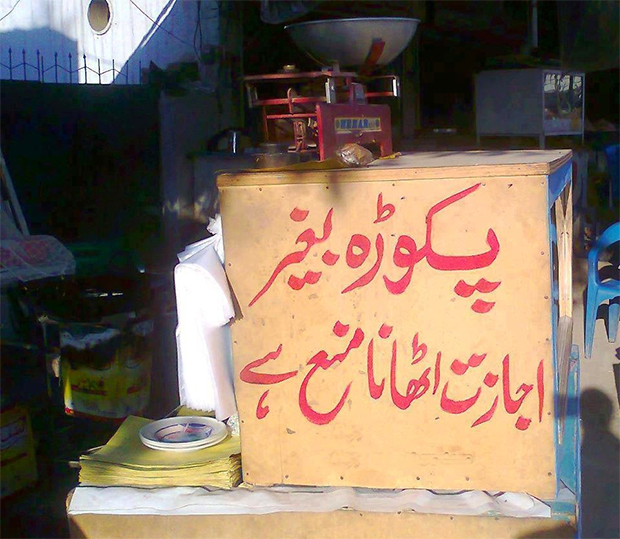 پکوڑہ بغیر
اجازت اٹھانا منع ہے